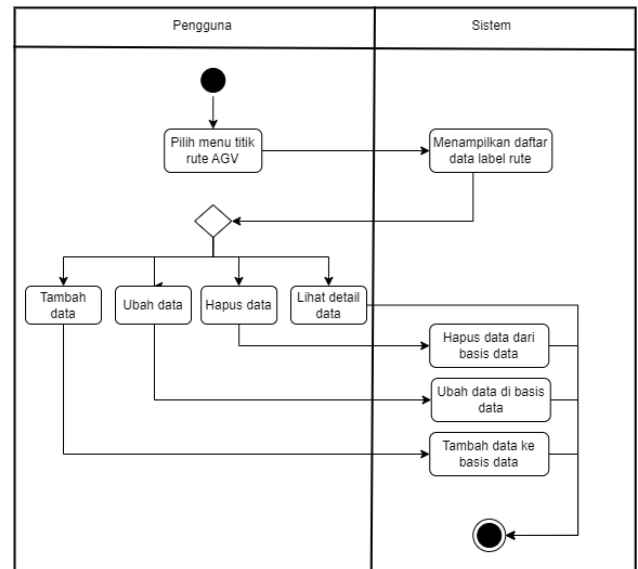 Pengguna
Sistem
Pilih menu titik
rute AGV
Menampilkan daftar
data label rute
Tambah
data
Ubah data
Hapus data
Lihat detail
data
Hapus data dari
basis data
Ubah data di basis
data
Tambah data ke
basis data